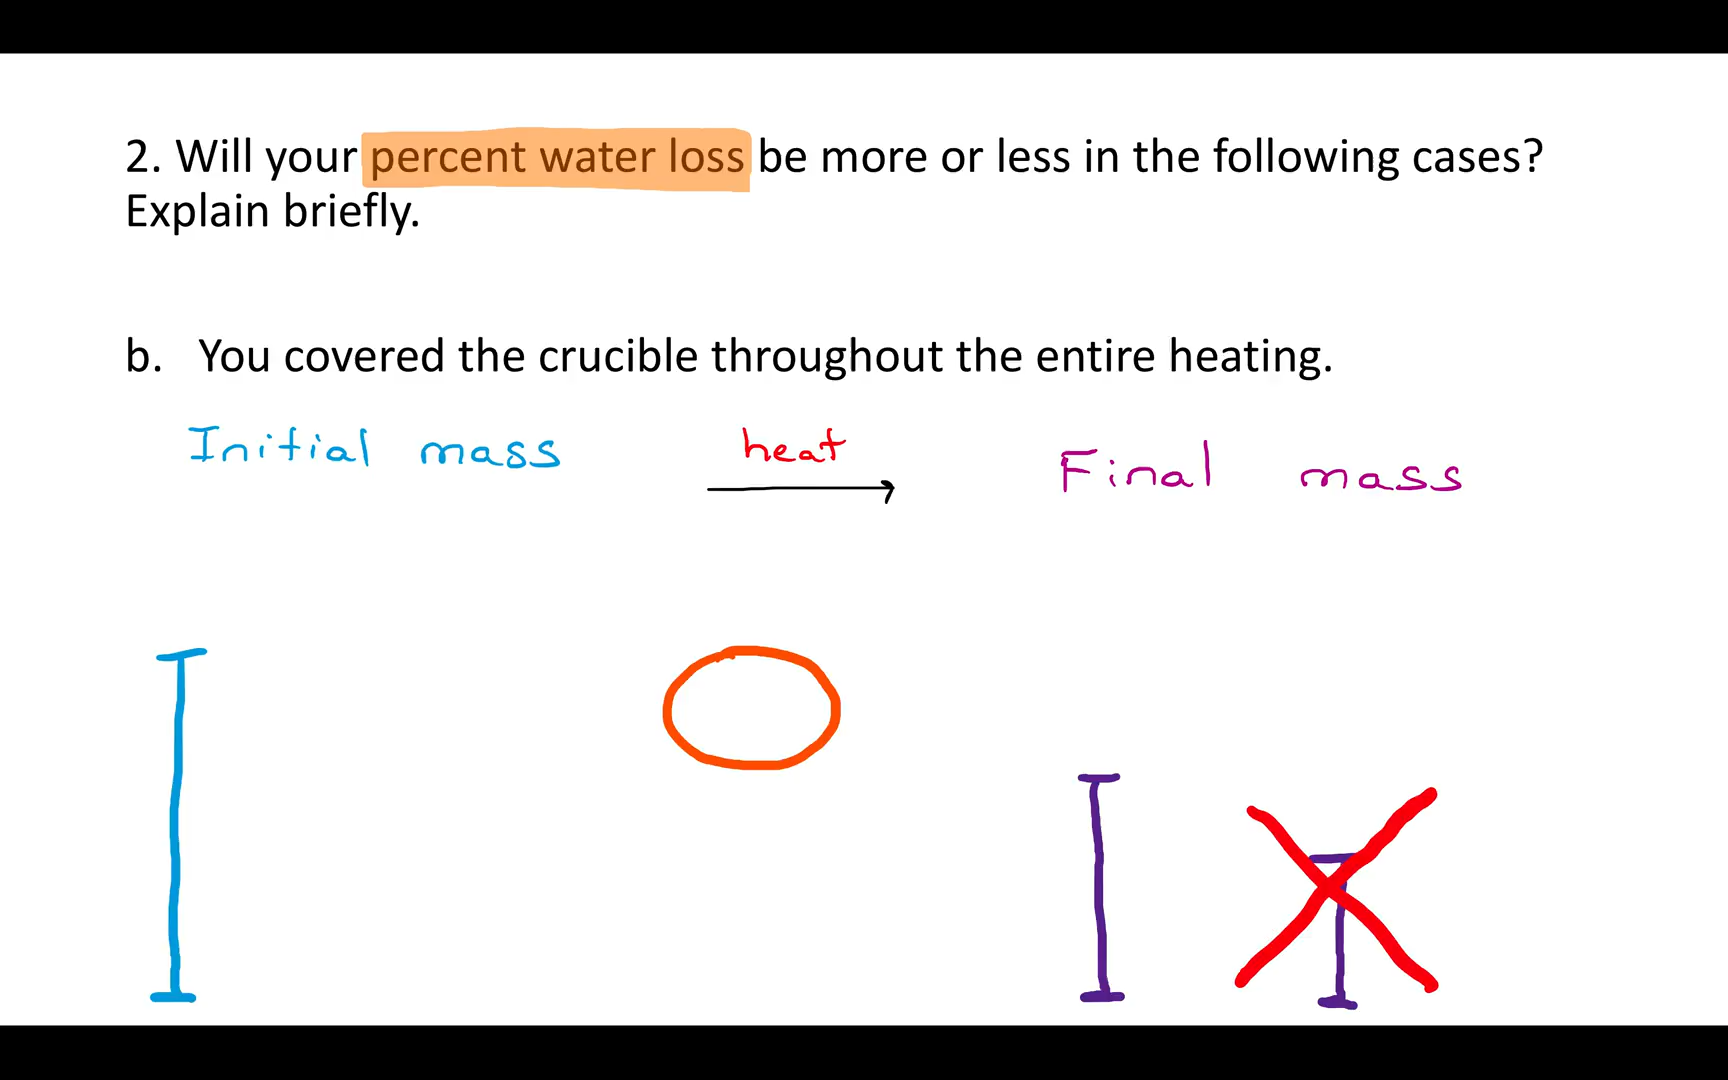 2. Will your percent water loss be more or less in the following cases?
Explain briefly.
b. You covered the crucible throughout the entire heating.
Initial mass heat Final mass